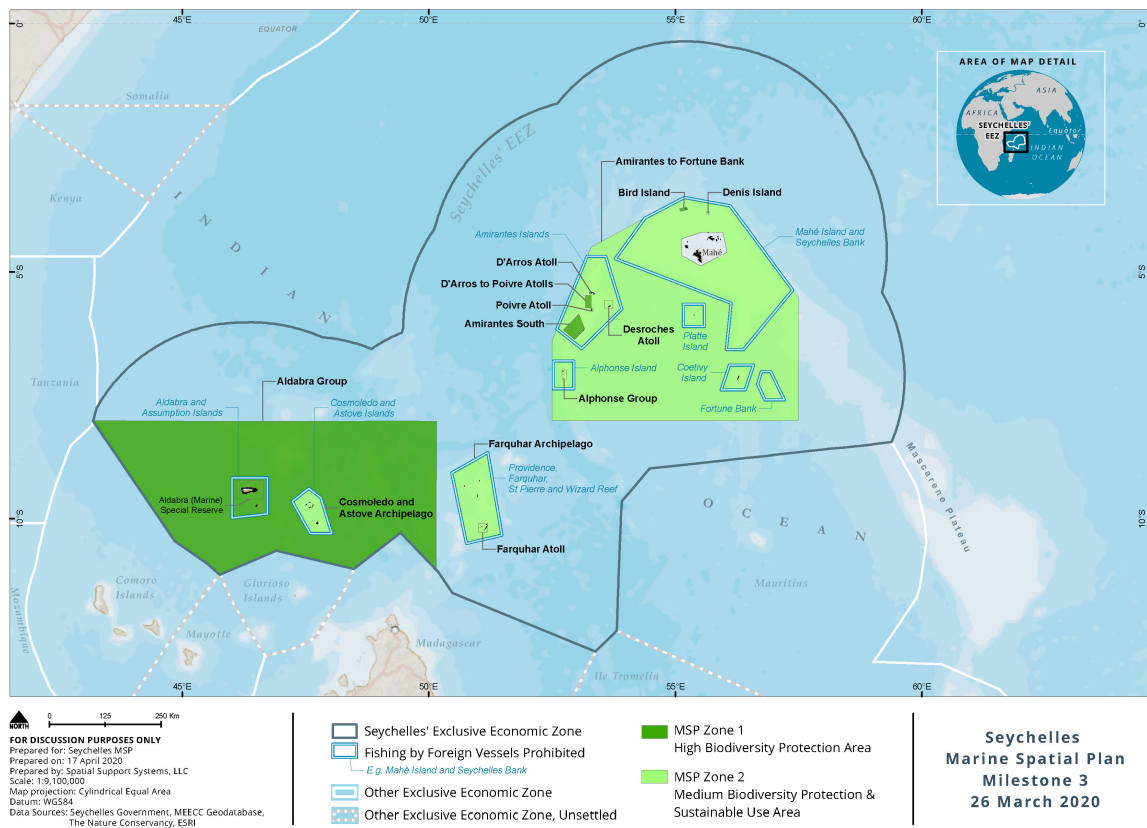 45°E
50°E
55°E
60°E
0°
0°
EQUATOR
AREA OF MAP DETAIL
ASIA
AFRICA
SEYCHELLES'
EEZ
Equator
INDIAN
OCEAN
Somalia
Seychelles' EEZ
Kenya
INDIAN
Amirantes to Fortune Bank
Bird Island
Denis Island
Amirantes Islands
Mahé Island and
Seychelles Bank
Mahé
D'Arros Atoll
5°S
5°S
D'Arros to Poivre Atolls
Poivre Atoll
Amirantes South
Desroches
Atoll
Platte
Island
Alphonse Island
Coetivy
Island
Alphonse Group
Fortune Bank
Tanzania
Aldabra Group
Aldabra and
Assumption Islands
Cosmoledo and
Astove Islands
Farquhar Archipelago
Providence,
Farquhar,
St Pierre and Wizard Reef
Aldabra (Marine)
Special Reserve
Cosmoledo and
Astove Archipelago
Farquhar Atoll
OCEAN
Mascarene Plateau
10°S
10°S
Comoro
Islands
Glorioso
Islands
Mauritius
Mozambique
Mayotte
Madagascar
Ile Tromelin
45°E
50°E
55°E
60°E
NORTH
0 125 250 Km
FOR DISCUSSION PURPOSES ONLY
Prepared for: Seychelles MSP
Prepared on: 17 April 2020
Prepared by: Spatial Support Systems, LLC
Scale: 1:9,100,000
Map projection: Cylindrical Equal Area
Datum: WGS84
Data Sources: Seychelles Government, MEECC Geodatabase,
The Nature Conservancy, ESRI
Seychelles' Exclusive Economic Zone
Fishing by Foreign Vessels Prohibited
E.g. Mahé Island and Seychelles Bank
Other Exclusive Economic Zone
Other Exclusive Economic Zone, Unsettled
MSP Zone 1
High Biodiversity Protection Area
MSP Zone 2
Medium Biodiversity Protection &
Sustainable Use Area
Seychelles
Marine Spatial Plan
Milestone 3
26 March 2020